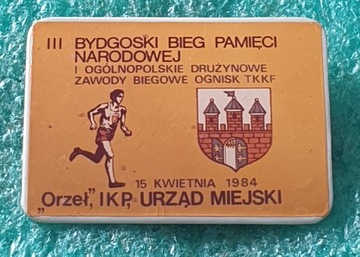 III BYDGOSKI BIEG PAMIĘCI
NARODOWEJ
I OGÓLNOPOLSKIE DRUŻYNOWE
ZAWODY BIEGOWE OGNISK TKKF
15 KWIETNIA 1984
„Orzeł”, IKP, URZĄD MIEJSKI